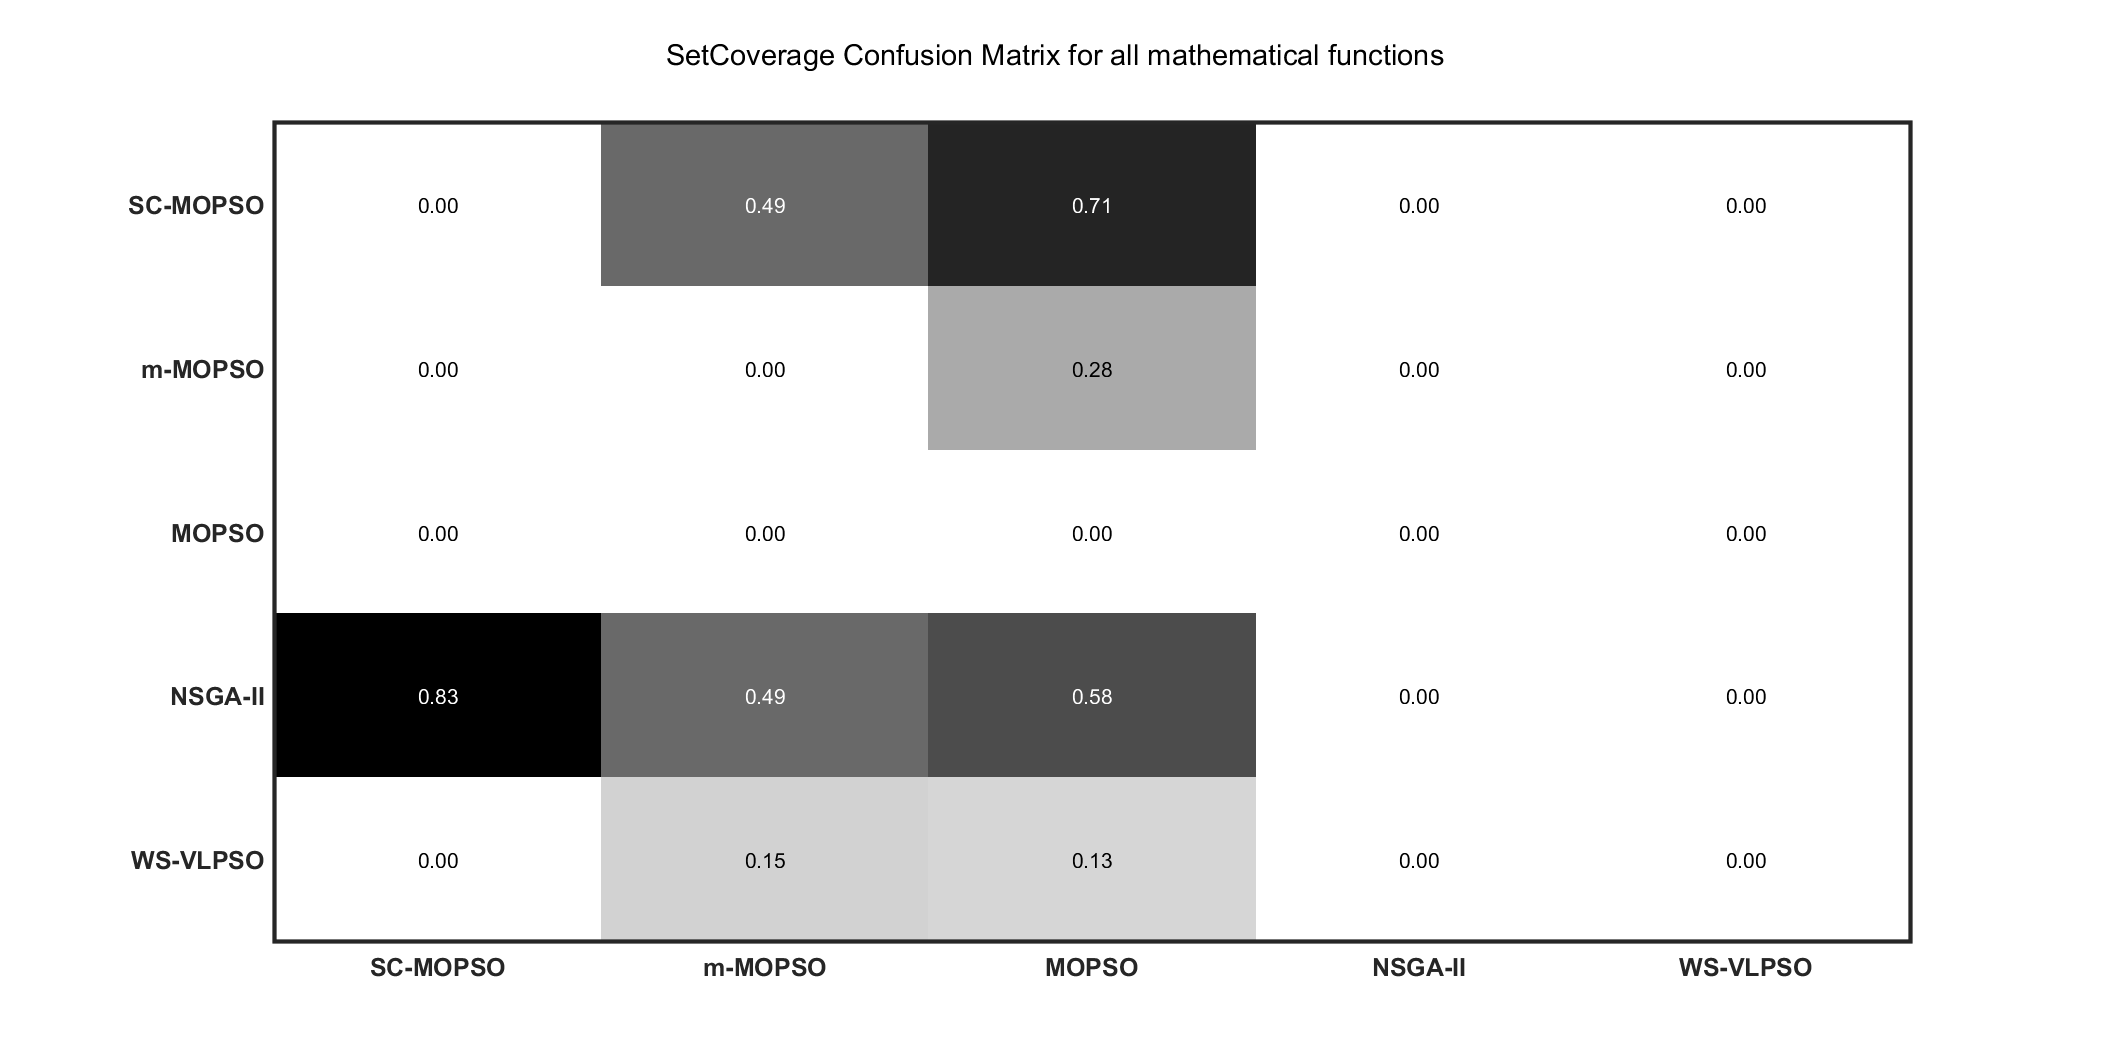 SetCoverage Confusion Matrix for all mathematical functions
SC-MOPSO 0.00 0.49 0.71 0.00 0.00
m-MOPSO 0.00 0.00 0.28 0.00 0.00
MOPSO 0.00 0.00 0.00 0.00 0.00
NSGA-II 0.83 0.49 0.58 0.00 0.00
WS-VLPSO 0.00 0.15 0.13 0.00 0.00
SC-MOPSO m-MOPSO MOPSO NSGA-II WS-VLPSO